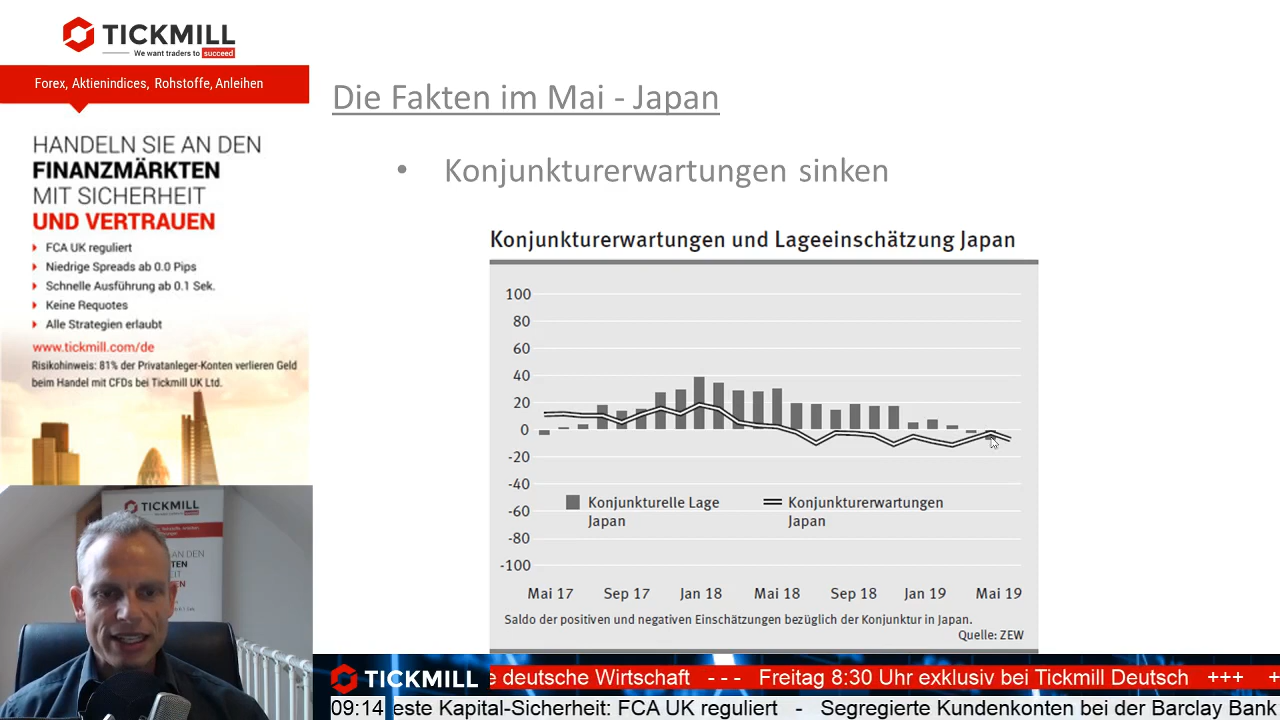 TICKMILL
We want traders to succeed
Forex, Aktienindices, Rohstoffe, Anleihen
HANDELN SIE AN DEN
FINANZMÄRKTEN
MIT SICHERHEIT
UND VERTRAUEN
FCA UK reguliert
Niedrige Spreads ab 0.0 Pips
Schnelle Ausführung ab 0.1 Sek.
Keine Requotes
Alle Strategien erlaubt
www.tickmill.com/de
Risikohinweis: 81% der Privatanleger-Konten verlieren Geld
beim Handel mit CFDs bei Tickmill UK Ltd.
Die Fakten im Mai - Japan
• Konjunkturerwartungen sinken
Konjunkturerwartungen und Lageeinschätzung Japan
100
80
60
40
20
0
-20
-40
-60
-80
-100
Konjunkturelle Lage
Japan
Konjunkturerwartungen
Japan
Mai 17 Sep 17 Jan 18 Mai 18 Sep 18 Jan 19 Mai 19
Saldo der positiven und negativen Einschätzungen bezüglich der Konjunktur in Japan.
Quelle: ZEW
TICKMILL
TICKMILL e deutsche Wirtschaft - - - Freitag 8:30 Uhr exklusiv bei Tickmill Deutsch +++ +
09:14 este Kapital-Sicherheit: FCA UK reguliert - Segregierte Kundenkonten bei der Barclay Bank